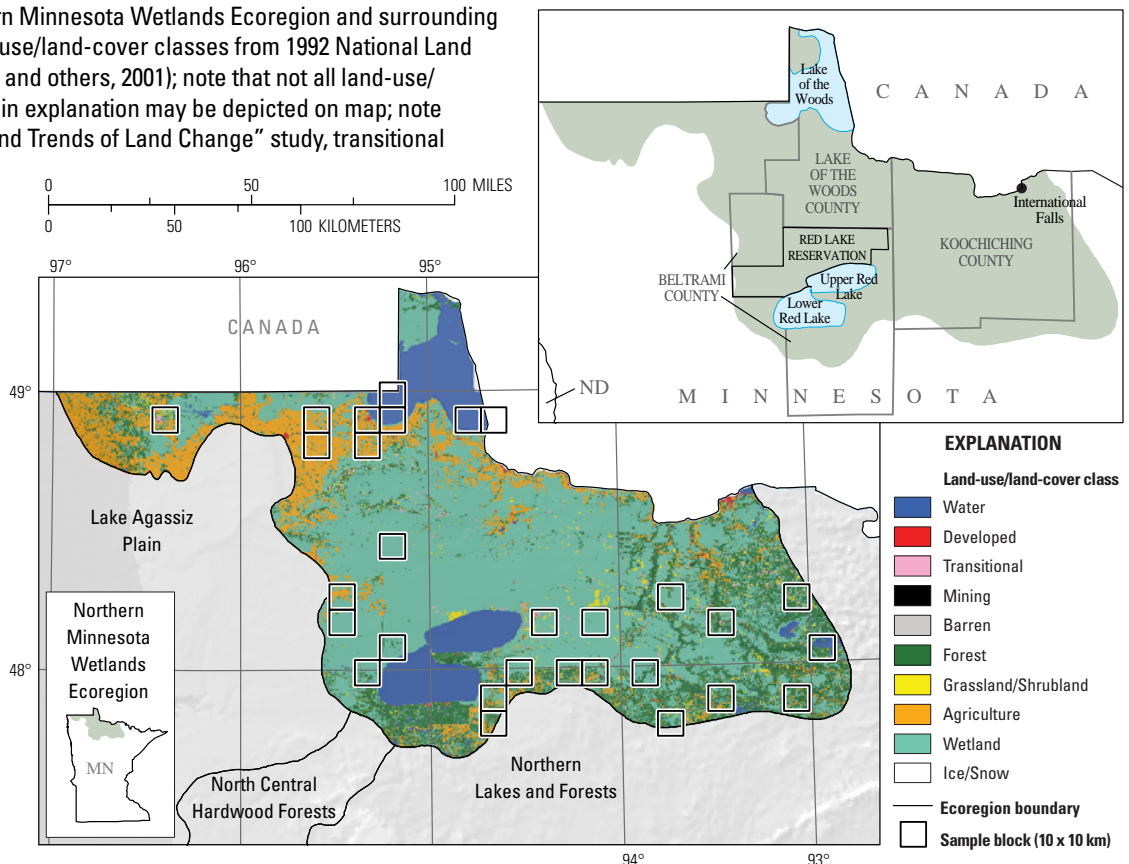 rn Minnesota Wetlands Ecoregion and surrounding
use/land-cover classes from 1992 National Land
and others, 2001); note that not all land-use/
in explanation may be depicted on map; note
nd Trends of Land Change” study, transitional
0 50 100 MILES
0 50 100 KILOMETERS
97° 96° 95°
CANADA
49°
48°
94° 93°
Lake Agassiz
Plain
North Central
Hardwood Forests
Northern
Lakes and Forests
Northern
Minnesota
Wetlands
Ecoregion
MN
Lake
of the
Woods
CANADA
LAKE
OF THE
WOODS
COUNTY
International
Falls
RED LAKE
RESERVATION
KOOCHICHING
COUNTY
BELTRAMI
COUNTY
Upper Red
Lake
Lower
Red Lake
ND
MINNESOTA
EXPLANATION
Land-use/land-cover class
Water
Developed
Transitional
Mining
Barren
Forest
Grassland/Shrubland
Agriculture
Wetland
Ice/Snow
Ecoregion boundary
Sample block (10 x 10 km)